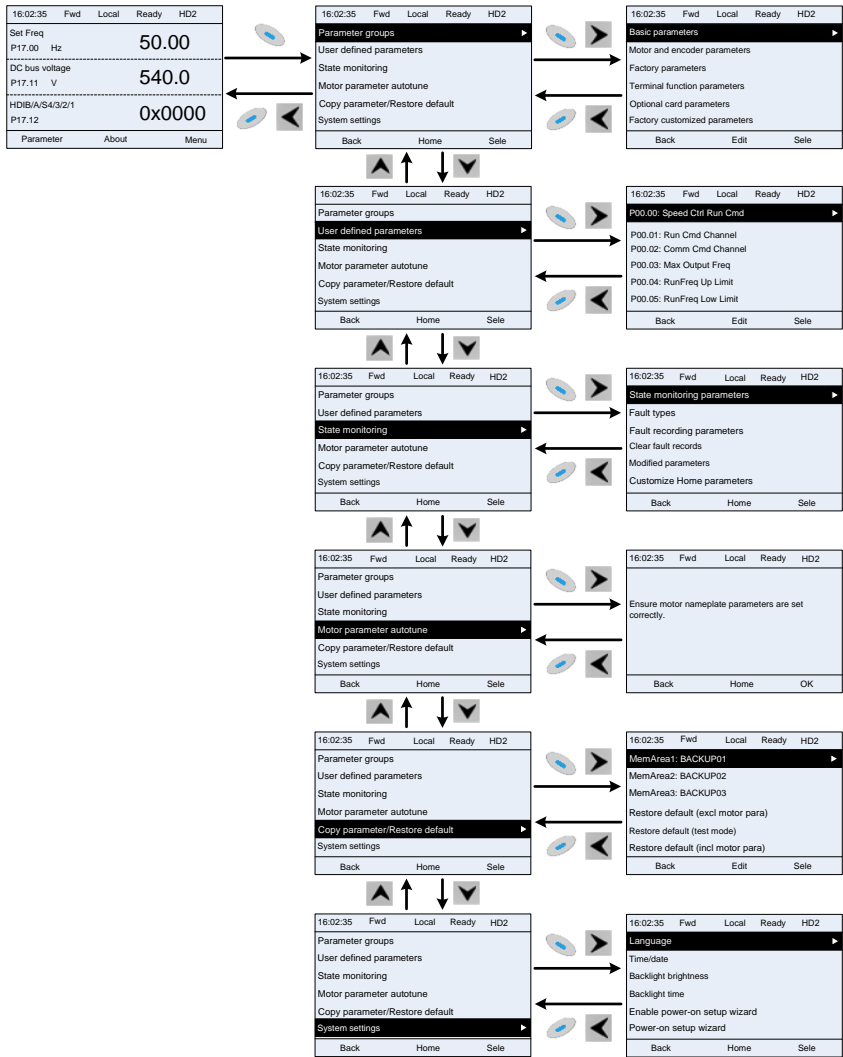 16:02:35 Fwd Local Ready HD2
Set Freq
P17.00 Hz 50.00
DC bus voltage
P17.11 V 540.0
HDIB/A/S4/3/2/1
P17.12 0x0000
Parameter About Menu
16:02:35 Fwd Local Ready HD2
Parameter groups
User defined parameters
State monitoring
Motor parameter autotune
Copy parameter/Restore default
System settings
Back Home Sele
16:02:35 Fwd Local Ready HD2
Basic parameters
Motor and encoder parameters
Factory parameters
Terminal function parameters
Optional card parameters
Factory customized parameters
Back Edit Sele
16:02:35 Fwd Local Ready HD2
Parameter groups
User defined parameters
State monitoring
Motor parameter autotune
Copy parameter/Restore default
System settings
Back Home Sele
16:02:35 Fwd Local Ready HD2
P00.00: Speed Ctrl Run Cmd
P00.01: Run Cmd Channel
P00.02: Comm Cmd Channel
P00.03: Max Output Freq
P00.04: RunFreq Up Limit
P00.05: RunFreq Low Limit
Back Edit Sele
16:02:35 Fwd Local Ready HD2
Parameter groups
User defined parameters
State monitoring
Motor parameter autotune
Copy parameter/Restore default
System settings
Back Home Sele
16:02:35 Fwd Local Ready HD2
State monitoring parameters
Fault types
Fault recording parameters
Clear fault records
Modified parameters
Customize Home parameters
Back Home Sele
16:02:35 Fwd Local Ready HD2
Parameter groups
User defined parameters
State monitoring
Motor parameter autotune
Copy parameter/Restore default
System settings
Back Home Sele
16:02:35 Fwd Local Ready HD2
Ensure motor nameplate parameters are set
correctly.
Back Home OK
16:02:35 Fwd Local Ready HD2
Parameter groups
User defined parameters
State monitoring
Motor parameter autotune
Copy parameter/Restore default
System settings
Back Home Sele
16:02:35 Fwd Local Ready HD2
MemArea1: BACKUP01
MemArea2: BACKUP02
MemArea3: BACKUP03
Restore default (excl motor para)
Restore default (test mode)
Restore default (incl motor para)
Back Edit Sele
16:02:35 Fwd Local Ready HD2
Parameter groups
User defined parameters
State monitoring
Motor parameter autotune
Copy parameter/Restore default
System settings
Back Home Sele
16:02:35 Fwd Local Ready HD2
Language
Time/date
Backlight brightness
Backlight time
Enable power-on setup wizard
Power-on setup wizard
Back Home Sele